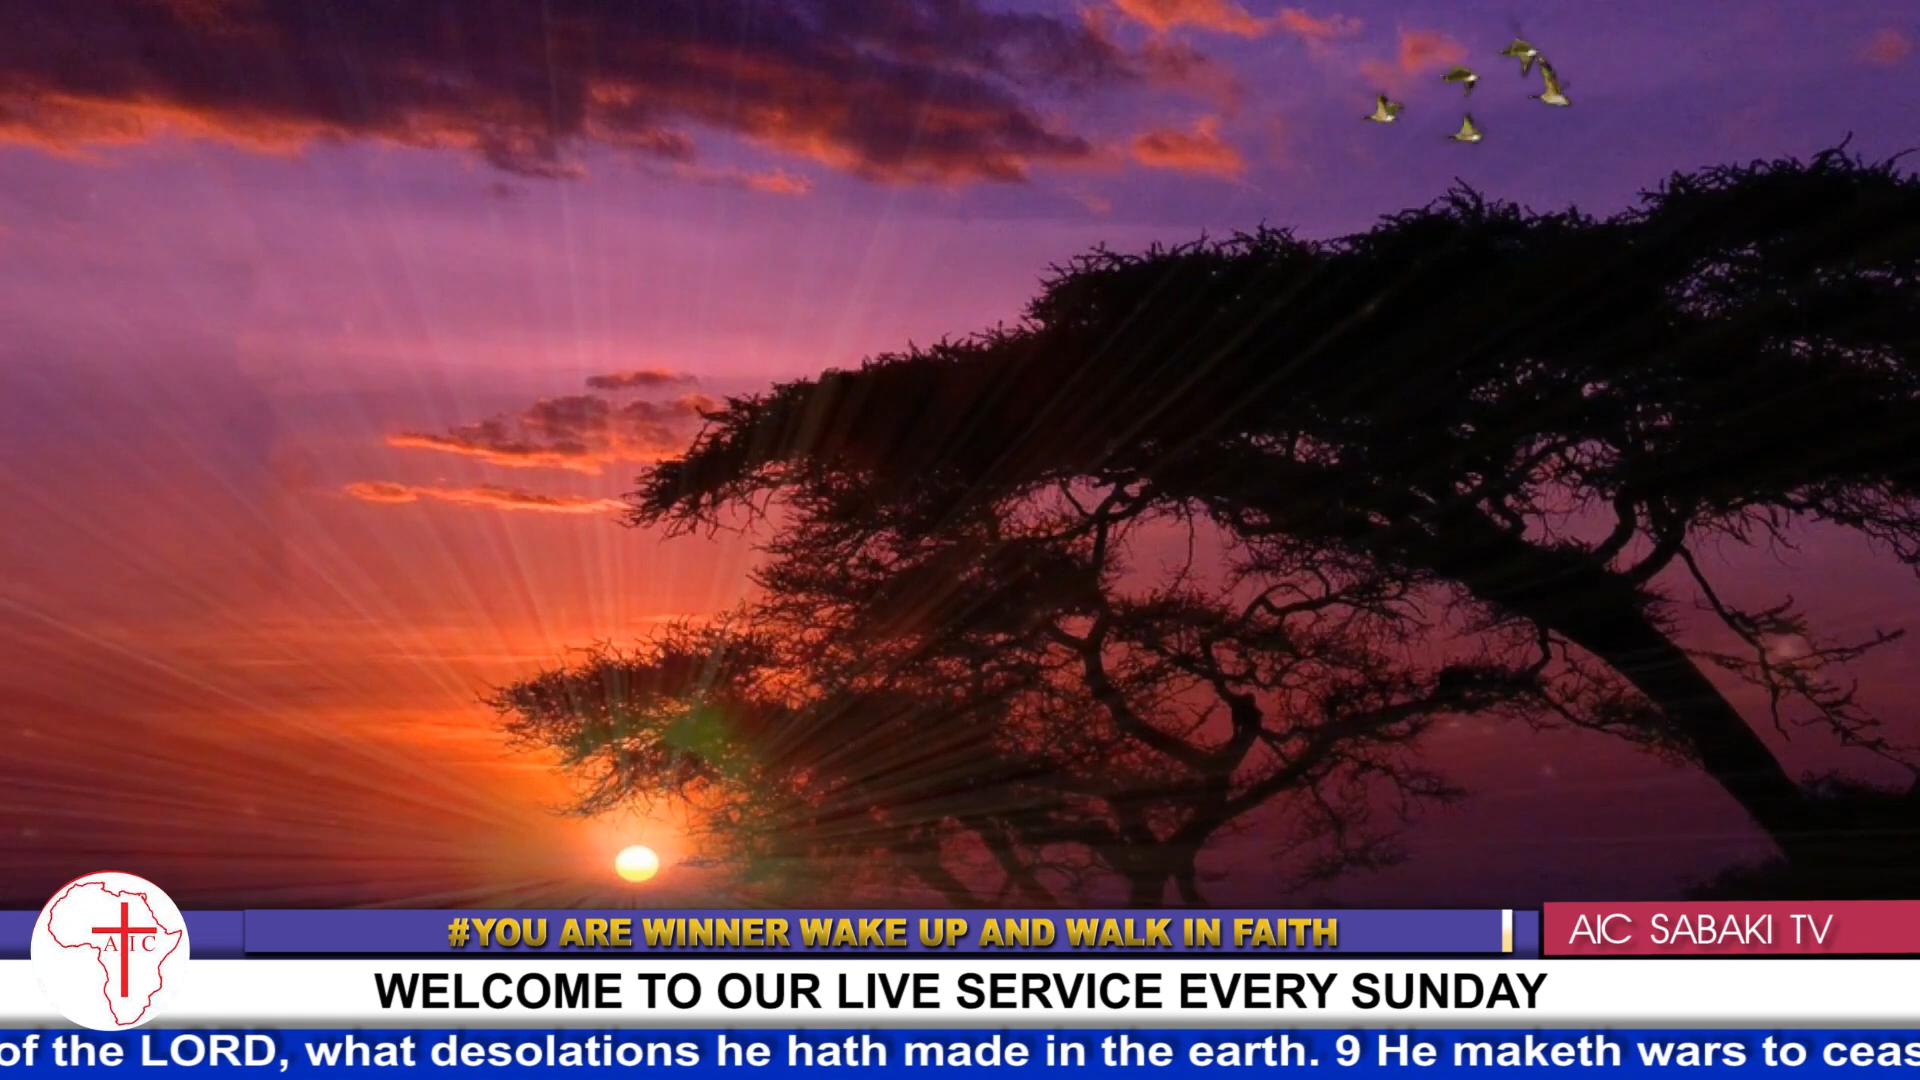 #YOU ARE WINNER WAKE UP AND WALK IN FAITH
AIC SABAKI TV
AIC
WELCOME TO OUR LIVE SERVICE EVERY SUNDAY
of the LORD, what desolations he hath made in the earth. 9 He maketh wars to ceas